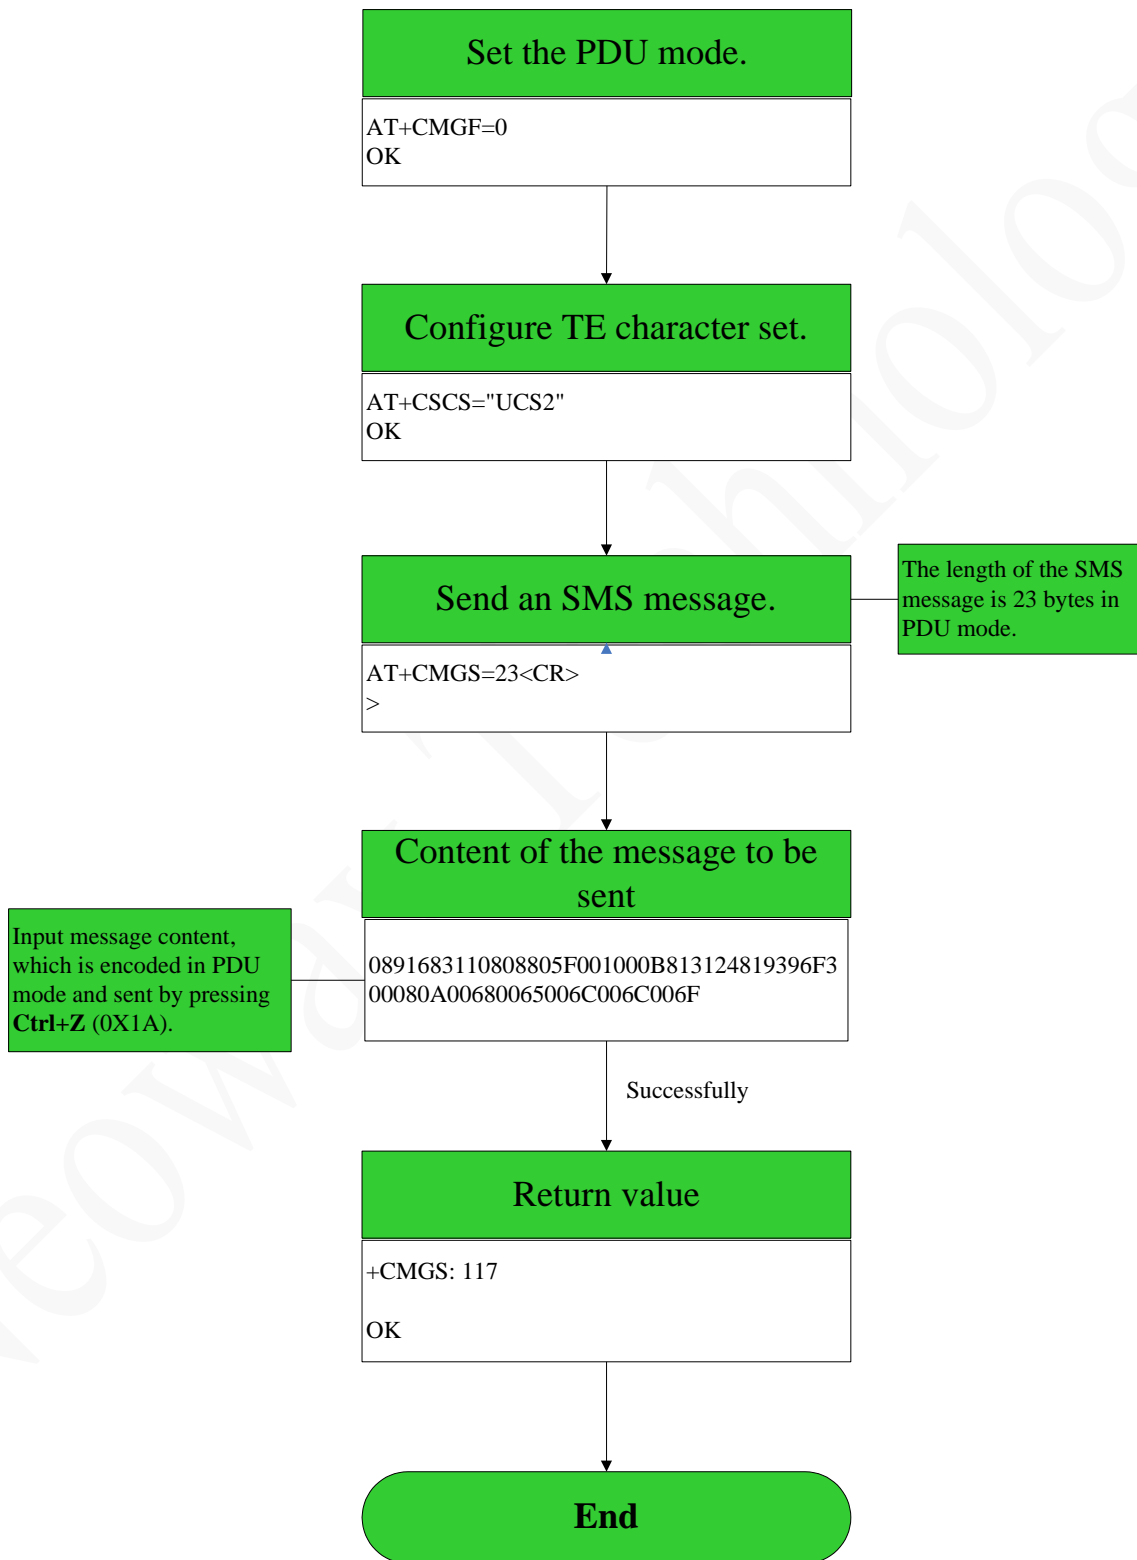 Set the PDU mode.
AT+CMGF=0
OK
Configure TE character set.
AT+CSCS="UCS2"
OK
Send an SMS message.
The length of the SMS
message is 23 bytes in
PDU mode.
AT+CMGS=23<CR>
>
Content of the message to be
sent
Input message content,
which is encoded in PDU
mode and sent by pressing
Ctrl+Z (0X1A).
0891683110808805F001000B813124819396F3
00080A00680065006C006C006F
Successfully
Return value
+CMGS: 117
OK
End